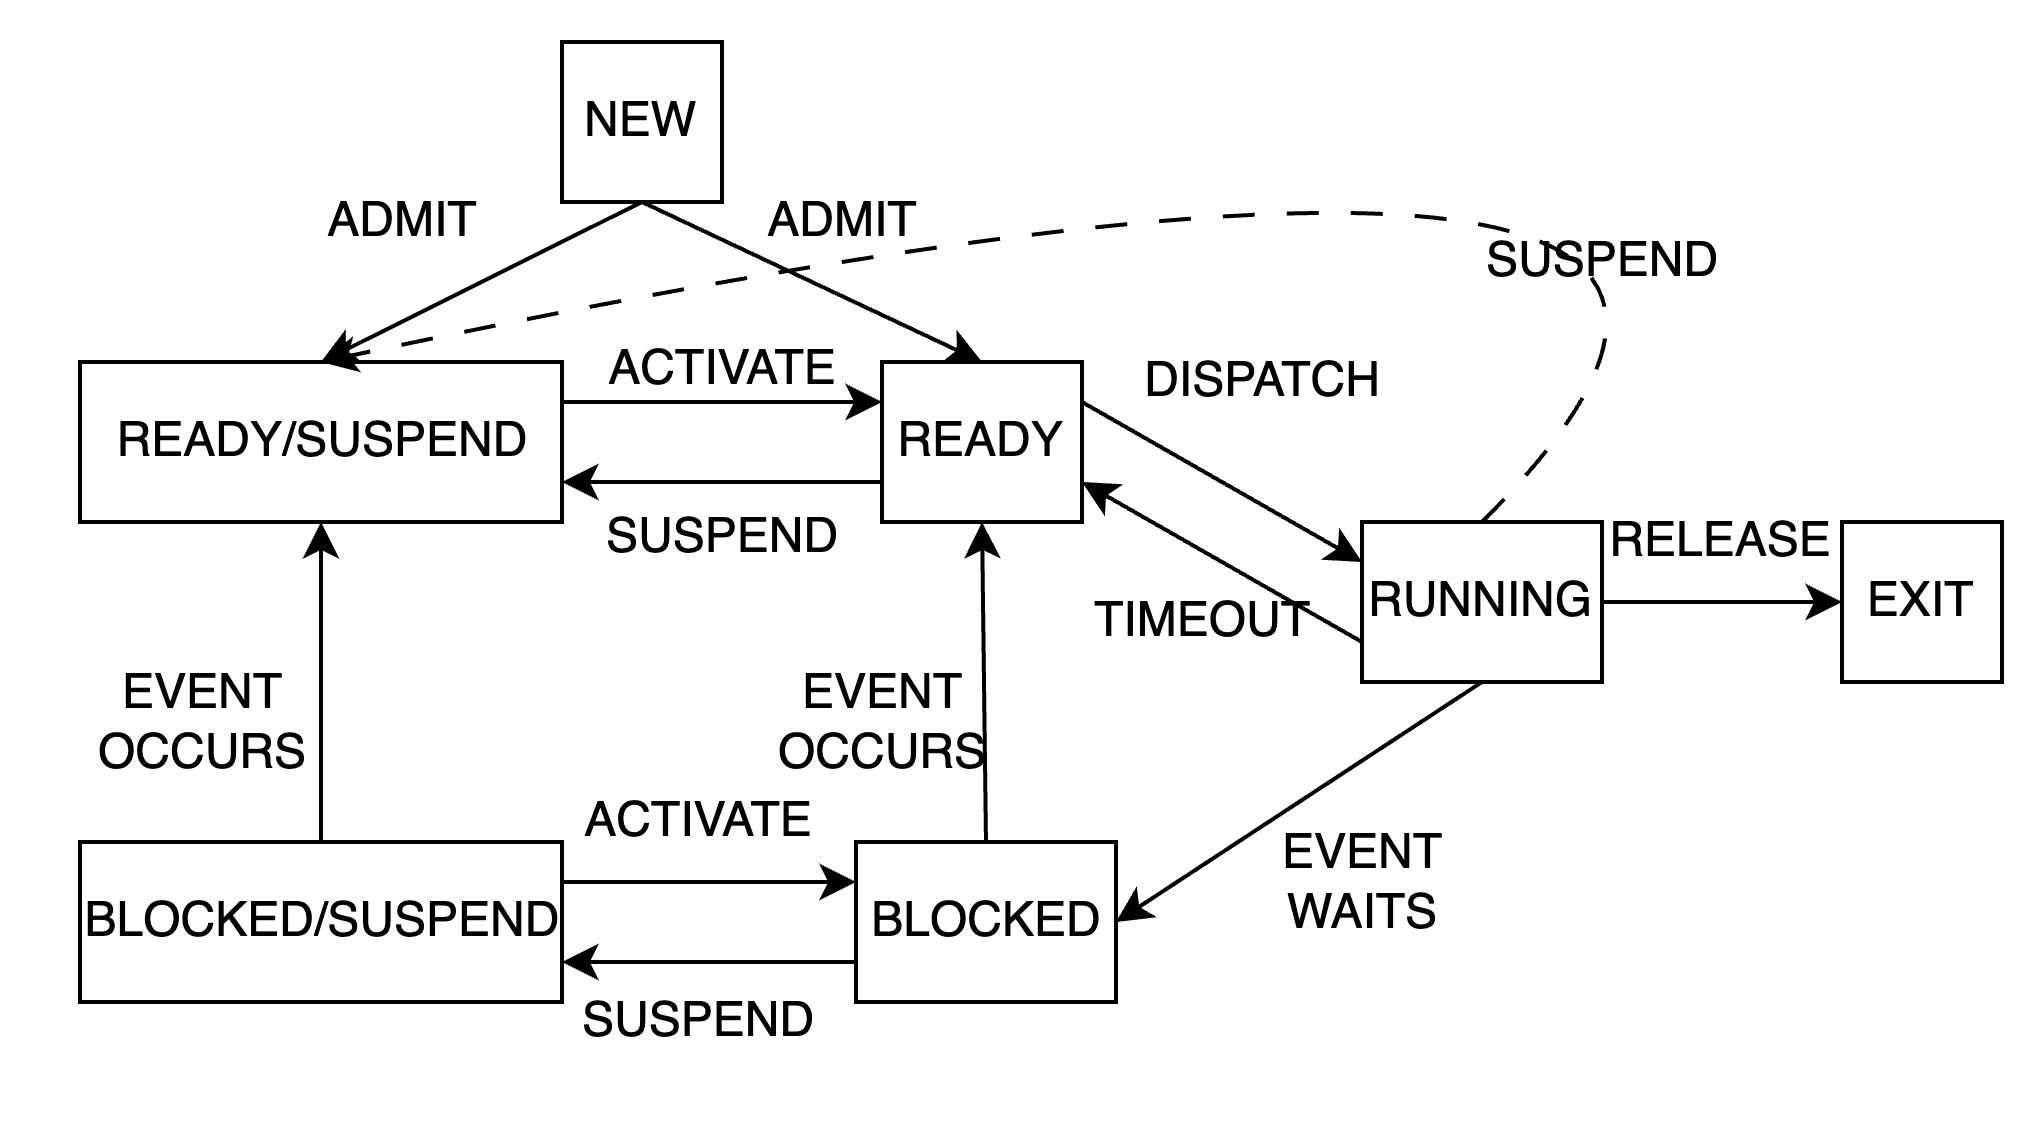 NEW
ADMIT
ADMIT
SUSPEND
ACTIVATE
DISPATCH
READY/SUSPEND
READY
SUSPEND
RELEASE
RUNNING
EXIT
TIMEOUT
EVENT
OCCURS
EVENT
OCCURS
ACTIVATE
EVENT
WAITS
BLOCKED/SUSPEND
BLOCKED
SUSPEND